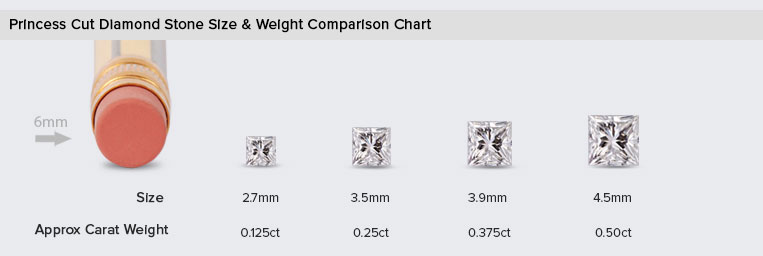 Princess Cut Diamond Stone Size & Weight Comparison Chart
6mm
Size 2.7mm 3.5mm 3.9mm 4.5mm
Approx Carat Weight 0.125ct 0.25ct 0.375ct 0.50ct